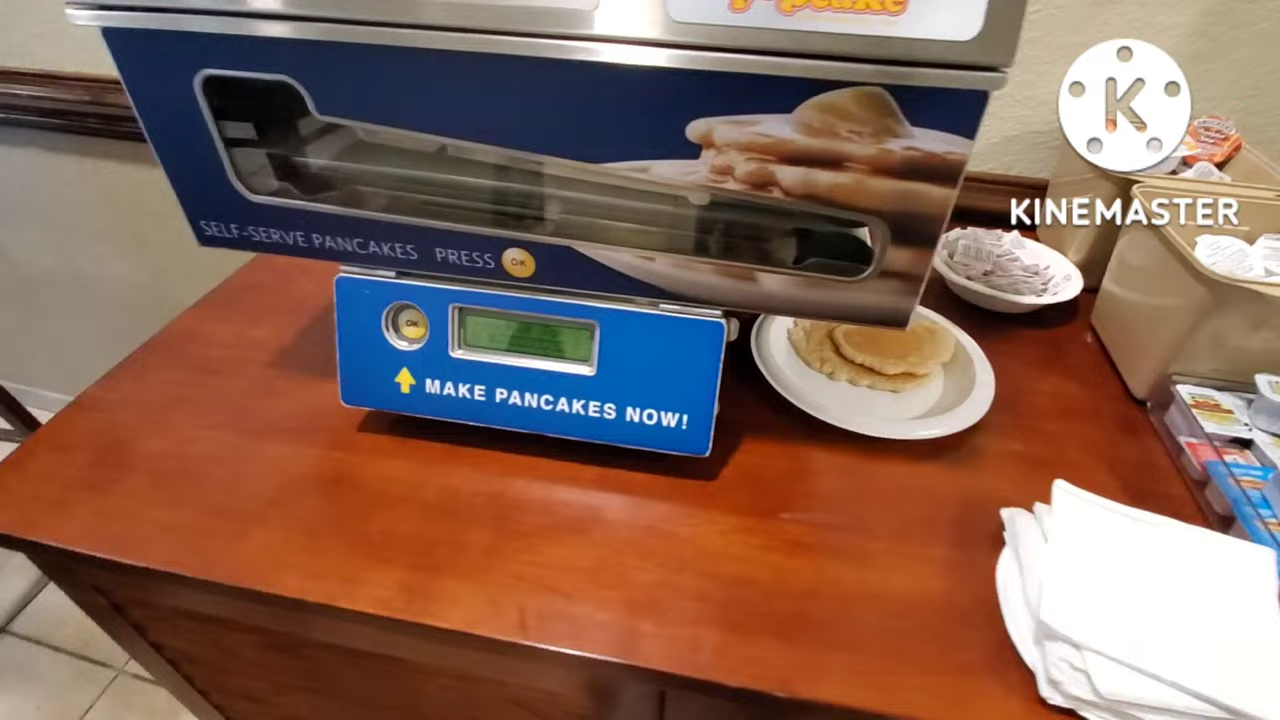 KINEMASTER
SELF-SERVE PANCAKES PRESS OK
OK
MAKE PANCAKES NOW!